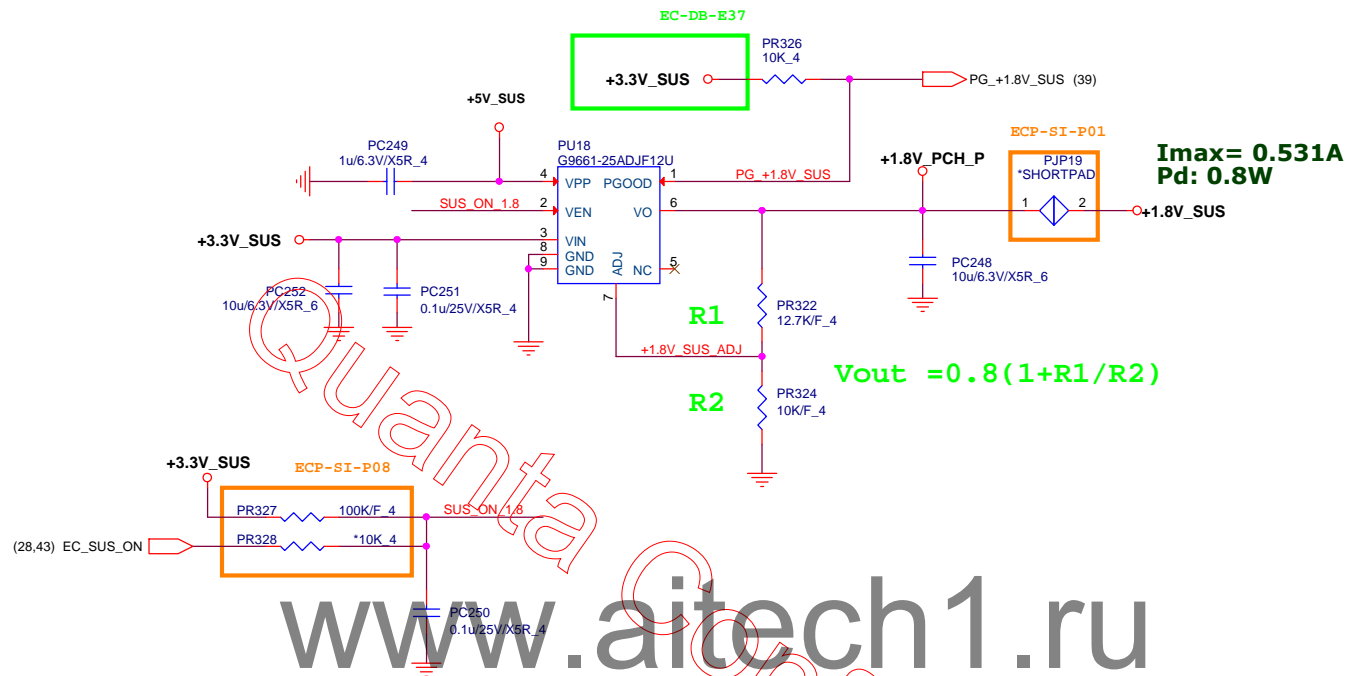 EC-DB-E37
PR326
10K_4
+3.3V_SUS
PG_+1.8V_SUS (39)
+5V_SUS
ECP-SI-P01
PC249
1u/6.3V/X5R_4
PU18
G9661-25ADJF12U
+1.8V_PCH_P
PJP19
*SHORTPAD
Imax= 0.531A
Pd: 0.8W
4 VPP PGOOD 1
PG_+1.8V_SUS
SUS_ON_1.8
2 VEN VO 6
1 2
+1.8V_SUS
+3.3V_SUS
3 VIN
8 GND
9 GND
ADJ
7
NC 5
PC252
10u/6.3V/X5R_6
PC251
0.1u/25V/X5R_4
PC248
10u/6.3V/X5R_6
R1
PR322
12.7K/F_4
+1.8V_SUS_ADJ
Vout =0.8(1+R1/R2)
R2
PR324
10K/F_4
+3.3V_SUS
ECP-SI-P08
PR327 100K/F_4
SUS_ON_1.8
(28,43) EC_SUS_ON
PR328 *10K_4
PC250
0.1u/25V/X5R_4
Quanta
www.aitech1.ru